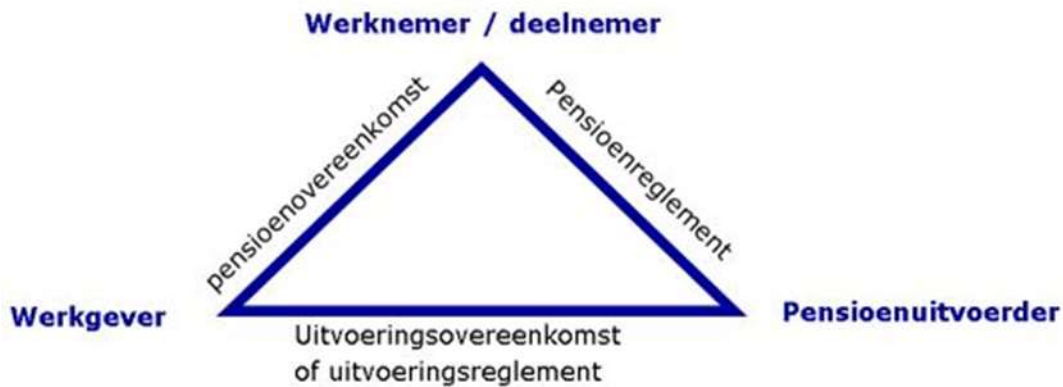 Werknemer / deelnemer
pensioenovereenkomst
Pensioenreglement
Werkgever
Pensioenuitvoerder
Uitvoeringsovereenkomst
of uitvoeringsreglement